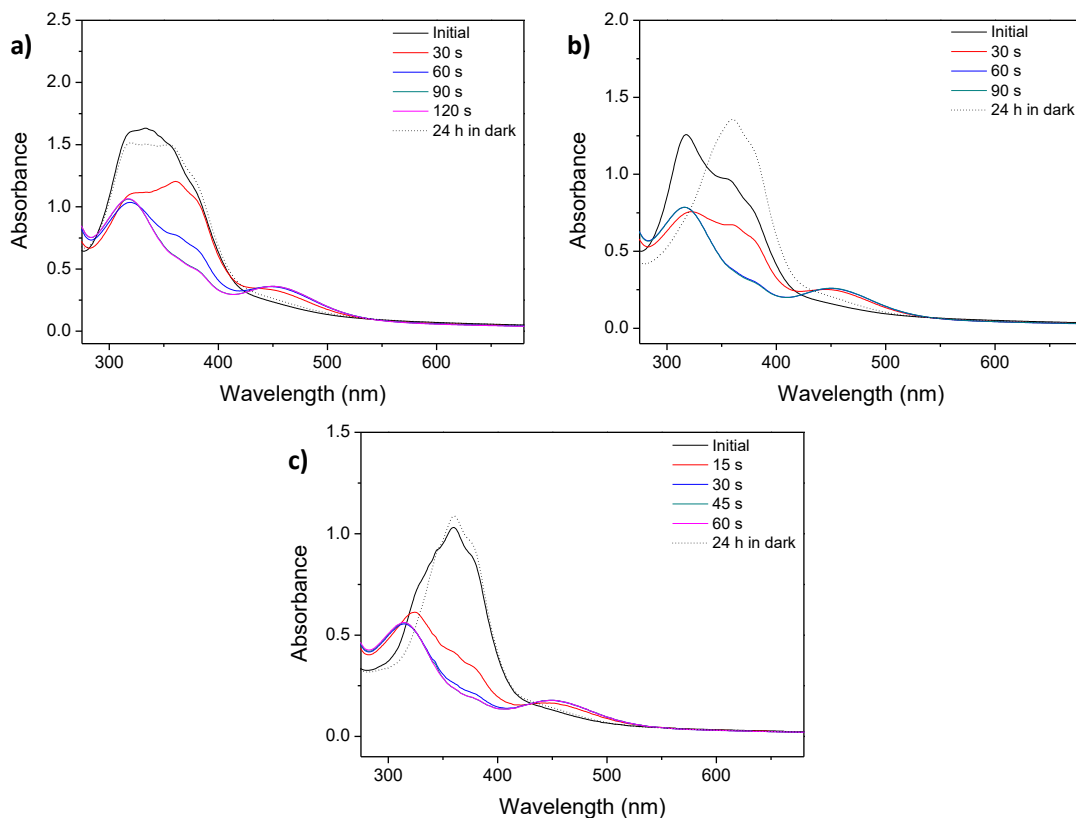 a)
2.5
2.0
1.5
1.0
0.5
0.0
Absorbance
300 400 500 600
Wavelength (nm)
Initial
30 s
60 s
90 s
120 s
24 h in dark
b)
2.0
1.5
1.0
0.5
0.0
Absorbance
300 400 500 600
Wavelength (nm)
Initial
30 s
60 s
90 s
24 h in dark
c)
1.5
1.0
0.5
0.0
Absorbance
300 400 500 600
Wavelength (nm)
Initial
15 s
30 s
45 s
60 s
24 h in dark